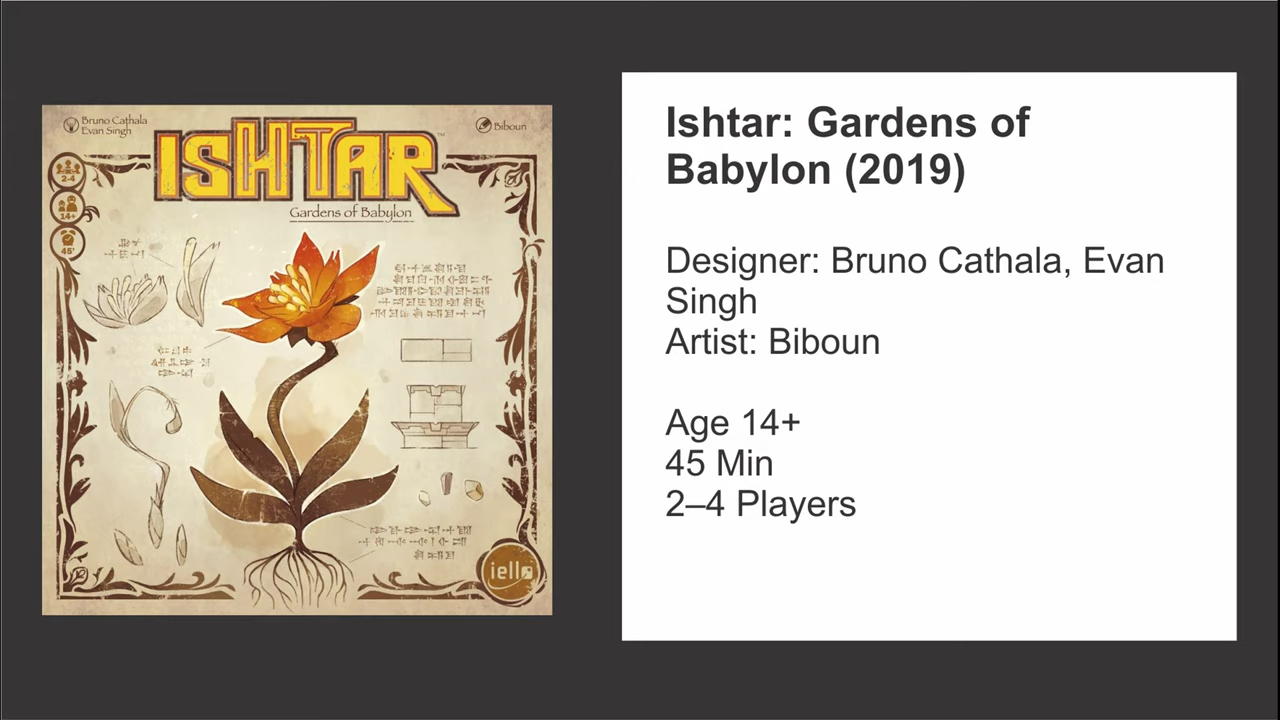 Bruno Cathala
Evan Singh
ISHTAR
™
Biboun
Gardens of Babylon
2-4
14+
45'
iello
Ishtar: Gardens of
Babylon (2019)
Designer: Bruno Cathala, Evan
Singh
Artist: Biboun
Age 14+
45 Min
2–4 Players